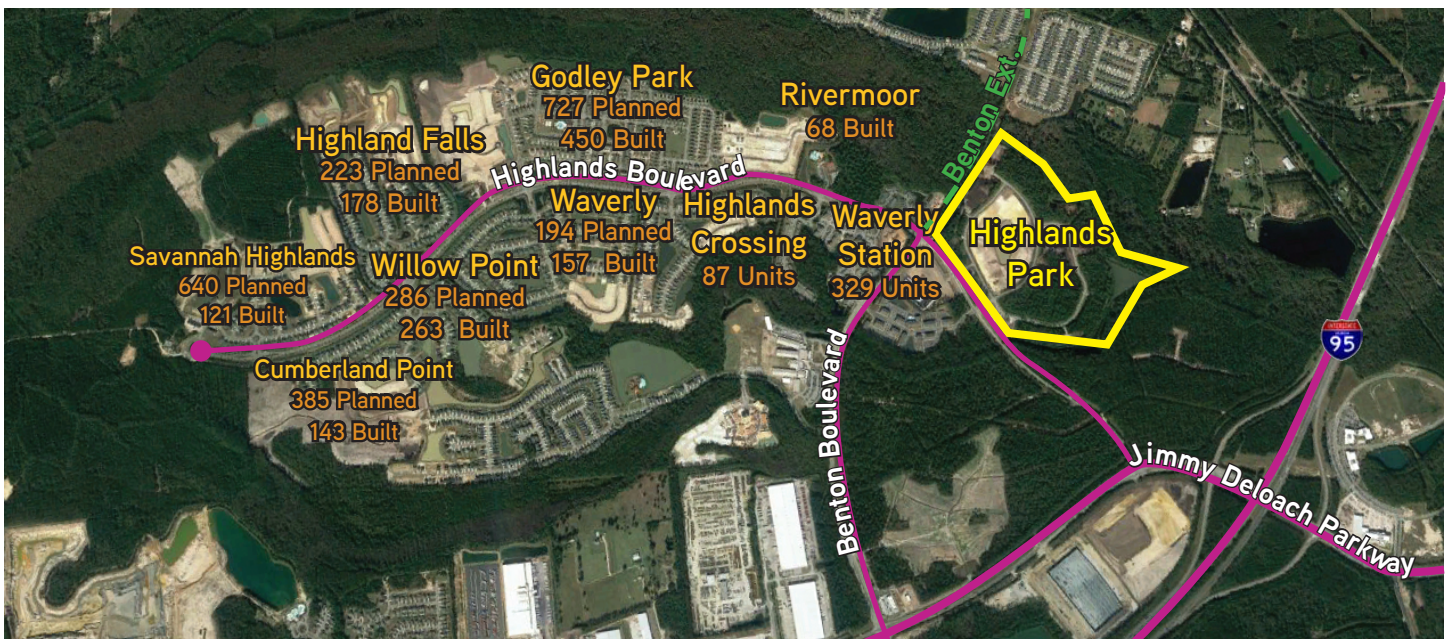 Godley Park
727 Planned
450 Built
Rivermoor
68 Built
Benton Ext.
Highland Falls
223 Planned
178 Built
Highlands Boulevard
Waverly
194 Planned
157 Built
Highlands
Crossing
87 Units
Waverly
Station
329 Units
Highlands
Park
Savannah Highlands
640 Planned
121 Built
Willow Point
286 Planned
263 Built
Cumberland Point
385 Planned
143 Built
Benton Boulevard
INTERSTATE
95
Jimmy Deloach Parkway